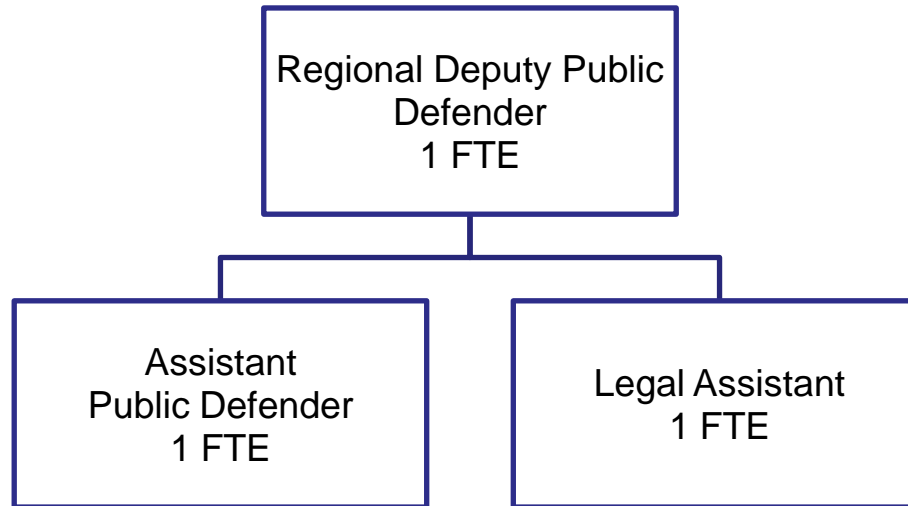 Regional Deputy Public
Defender
1 FTE
Assistant
Public Defender
1 FTE
Legal Assistant
1 FTE